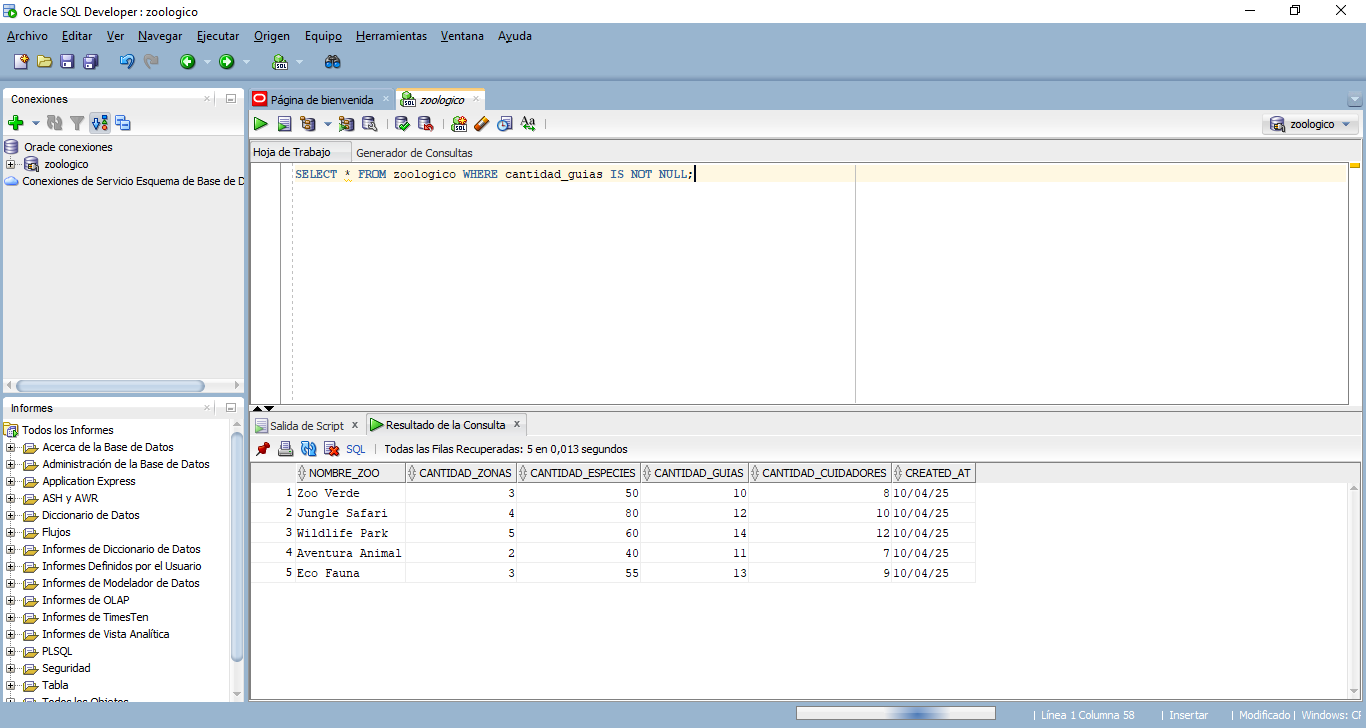 Oracle SQL Developer : zoologico
Archivo Editar Ver Navegar Ejecutar Origen Equipo Herramientas Ventana Ayuda
Conexiones
Oracle conexiones
zoologico
Conexiones de Servicio Esquema de Base de D
Página de bienvenida
zoologico
zoologico
Hoja de Trabajo
Generador de Consultas
SELECT * FROM zoologico WHERE cantidad_guias IS NOT NULL;
Informes
Todos los Informes
Acerca de la Base de Datos
Administración de la Base de Datos
Application Express
ASH y AWR
Diccionario de Datos
Flujos
Informes de Diccionario de Datos
Informes Definidos por el Usuario
Informes de Modelador de Datos
Informes de OLAP
Informes de TimesTen
Informes de Vista Analítica
PLSQL
Seguridad
Tabla
Todos los Objetos
Salida de Script x
Resultado de la Consulta x
SQL | Todas las Filas Recuperadas: 5 en 0,013 segundos
NOMBRE_ZOO CANTIDAD_ZONAS CANTIDAD_ESPECIES CANTIDAD_GUIAS CANTIDAD_CUIDADORES CREATED_AT
1 Zoo Verde 3 50 10 8 10/04/25
2 Jungle Safari 4 80 12 10 10/04/25
3 Wildlife Park 5 60 14 12 10/04/25
4 Aventura Animal 2 40 11 7 10/04/25
5 Eco Fauna 3 55 13 9 10/04/25
| Línea 1 Columna 58 | Insertar | Modificado | Windows: CF